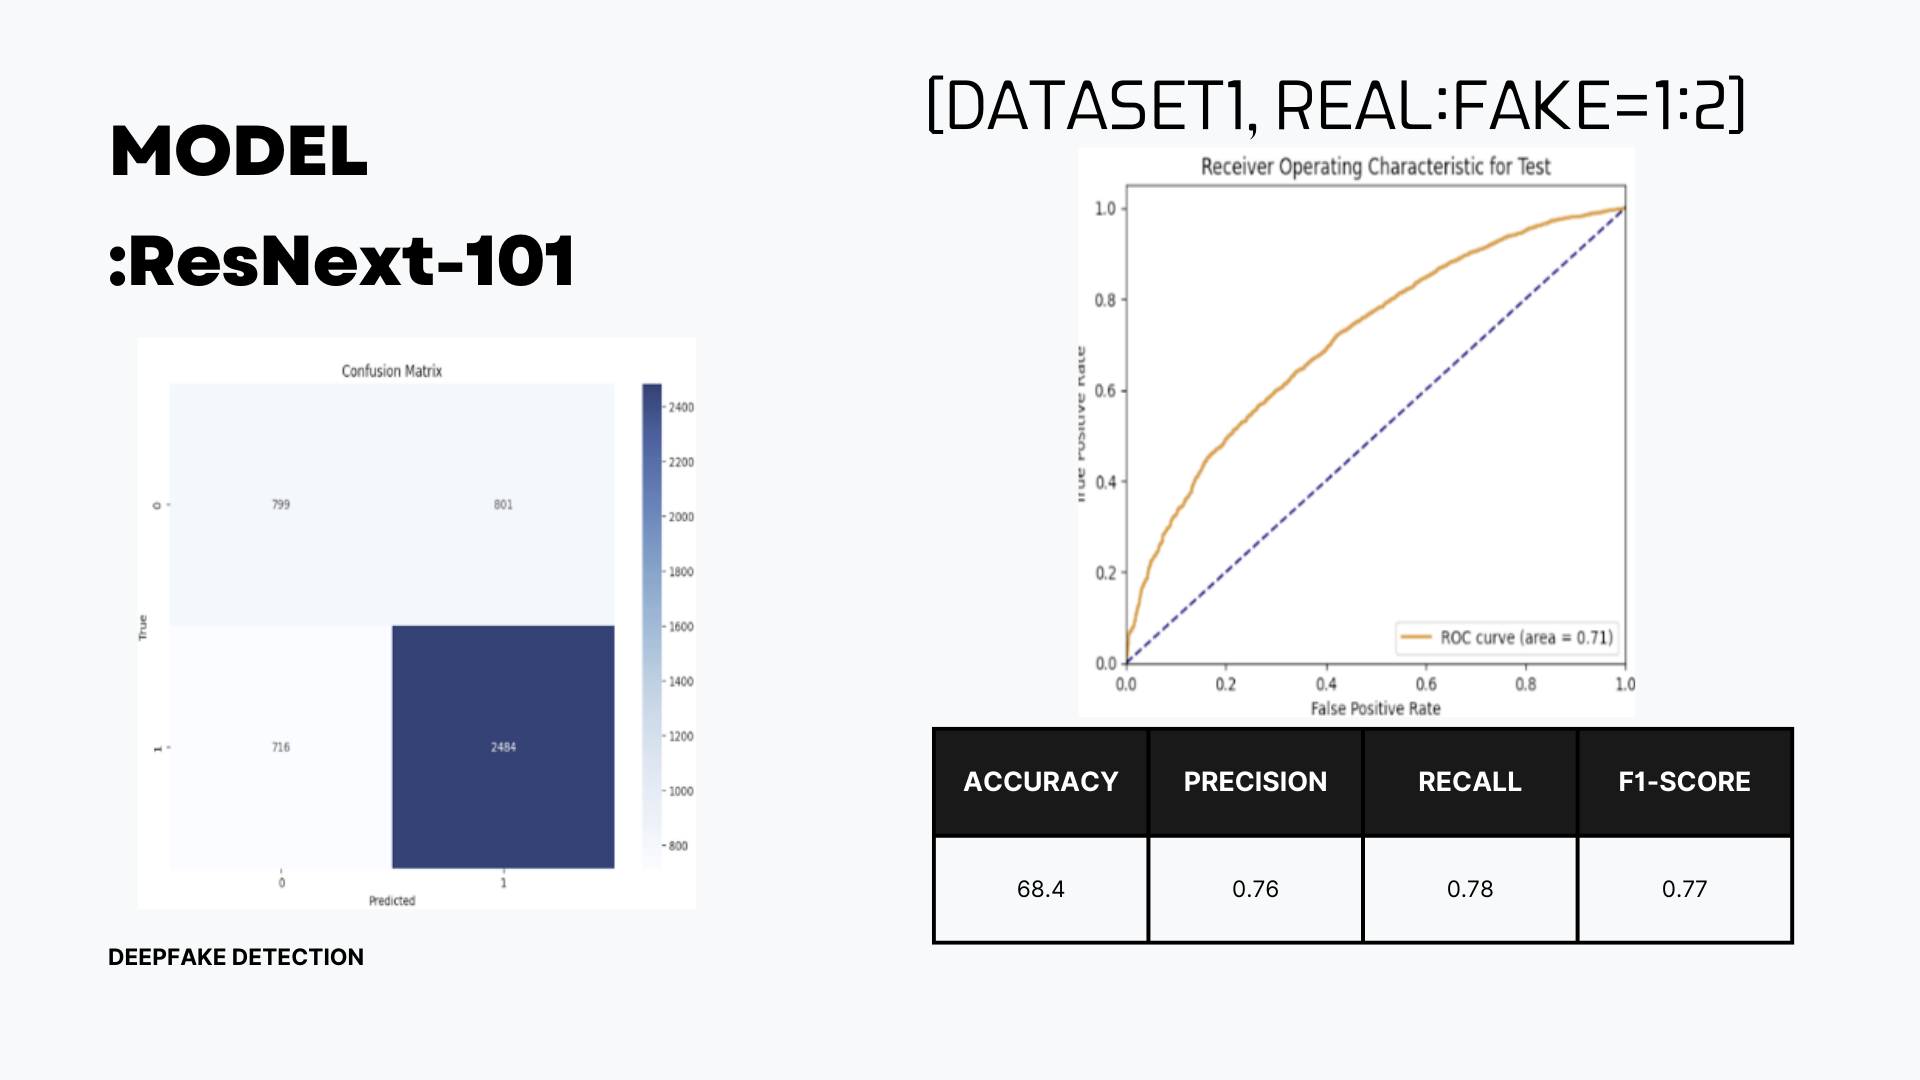 MODEL
:ResNext-101
Confusion Matrix
2400
2200
2000
1800
1600
1400
1200
1000
800
0
799
801
True
1
716
2484
0
1
Predicted
DEEPFAKE DETECTION
[DATASET1, REAL:FAKE=1:2]
Receiver Operating Characteristic for Test
True Positive Rate
1.0
0.8
0.6
0.4
0.2
0.0
ROC curve (area = 0.71)
0.0 0.2 0.4 0.6 0.8 1.0
False Positive Rate
ACCURACY PRECISION RECALL F1-SCORE
68.4 0.76 0.78 0.77